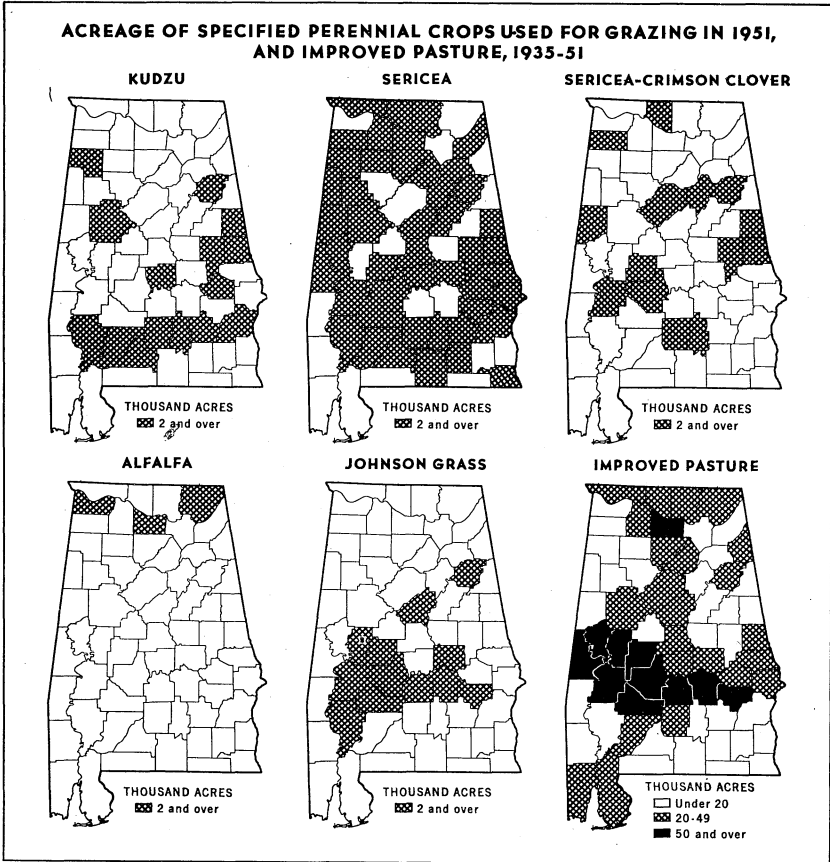 ACREAGE OF SPECIFIED PERENNIAL CROPS USED FOR GRAZING IN 1951,
AND IMPROVED PASTURE, 1935-51
KUDZU
SERICEA
SERICEA-CRIMSON CLOVER
THOUSAND ACRES
2 and over
THOUSAND ACRES
2 and over
THOUSAND ACRES
2 and over
ALFALFA
JOHNSON GRASS
IMPROVED PASTURE
THOUSAND ACRES
2 and over
THOUSAND ACRES
2 and over
THOUSAND ACRES
Under 20
20-49
50 and over